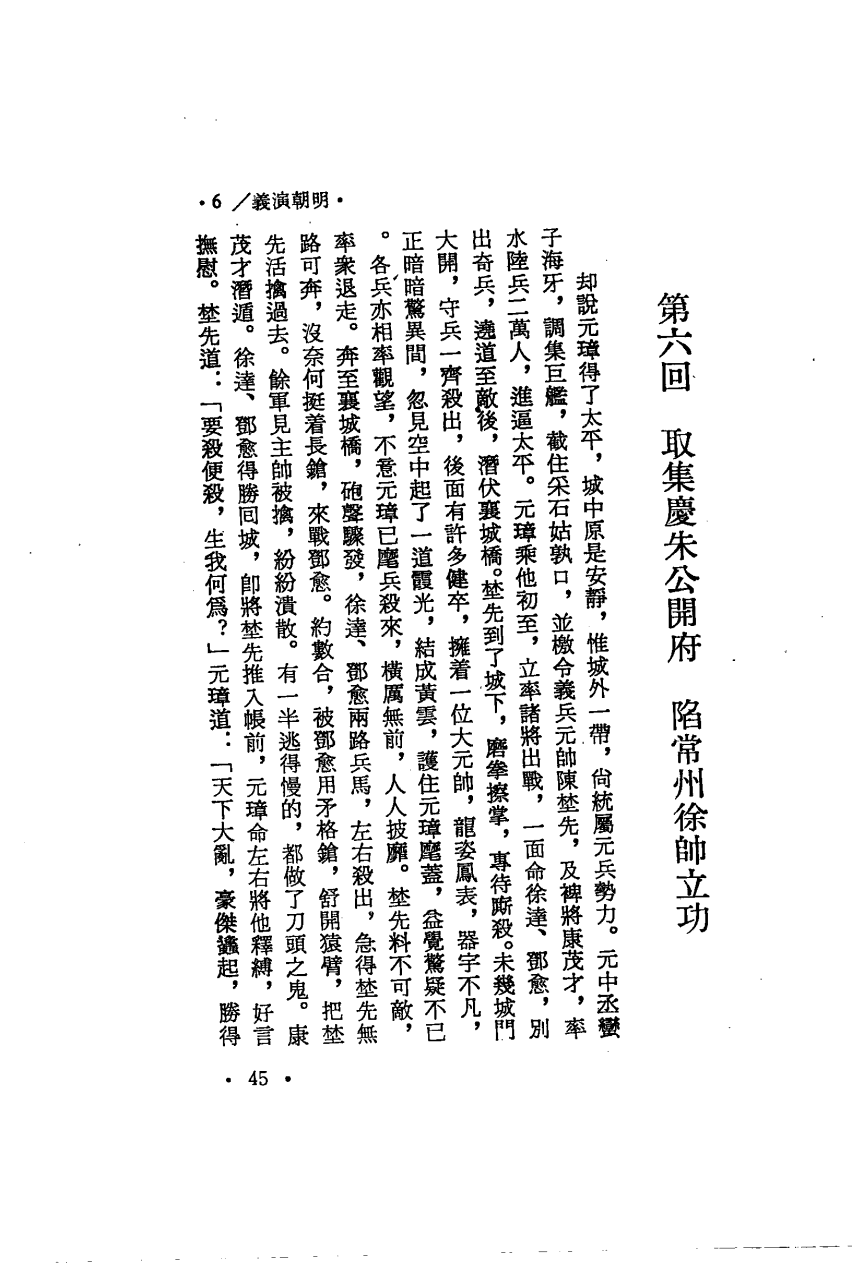 ・6 ／義演朝明・
第六回　取集慶朱公開府　陷常州徐帥立功
却說元璋得了太平，城中原是安靜，惟城外一帶，尙統屬元兵勢力。元中丞蠻
子海牙，調集巨艦，截住采石姑孰口，並檄令義兵元帥陳埜先，及裨將康茂才，率
水陸兵二萬人，進逼太平。元璋乘他初至，立率諸將出戰，一面命徐達、鄧愈，別
出奇兵，遶道至敵後，潛伏襄城橋。埜先到了城下，磨拳擦掌，專待廝殺。未幾城門
大開，守兵一齊殺出，後面有許多健卒，擁着一位大元帥，龍姿鳳表，器宇不凡，
正暗暗驚異間，忽見空中起了一道霞光，結成黃雲，護住元璋麾蓋，益覺驚疑不已
。各兵亦相率觀望，不意元璋已麾兵殺來，橫厲無前，人人披靡。埜先料不可敵，
率衆退走。奔至襄城橋，砲聲驟發，徐達、鄧愈兩路兵馬，左右殺出，急得埜先無
路可奔，沒奈何挺着長鎗，來戰鄧愈。約數合，被鄧愈用矛格鎗，舒開猿臂，把埜
先活擒過去。餘軍見主帥被擒，紛紛潰散。有一半逃得慢的，都做了刀頭之鬼。康
茂才潛遁。徐達、鄧愈得勝回城，卽將埜先推入帳前，元璋命左右將他釋縛，好言
撫慰。埜先道：「要殺便殺，生我何爲？」元璋道：「天下大亂，豪傑蠭起，勝得
・45・